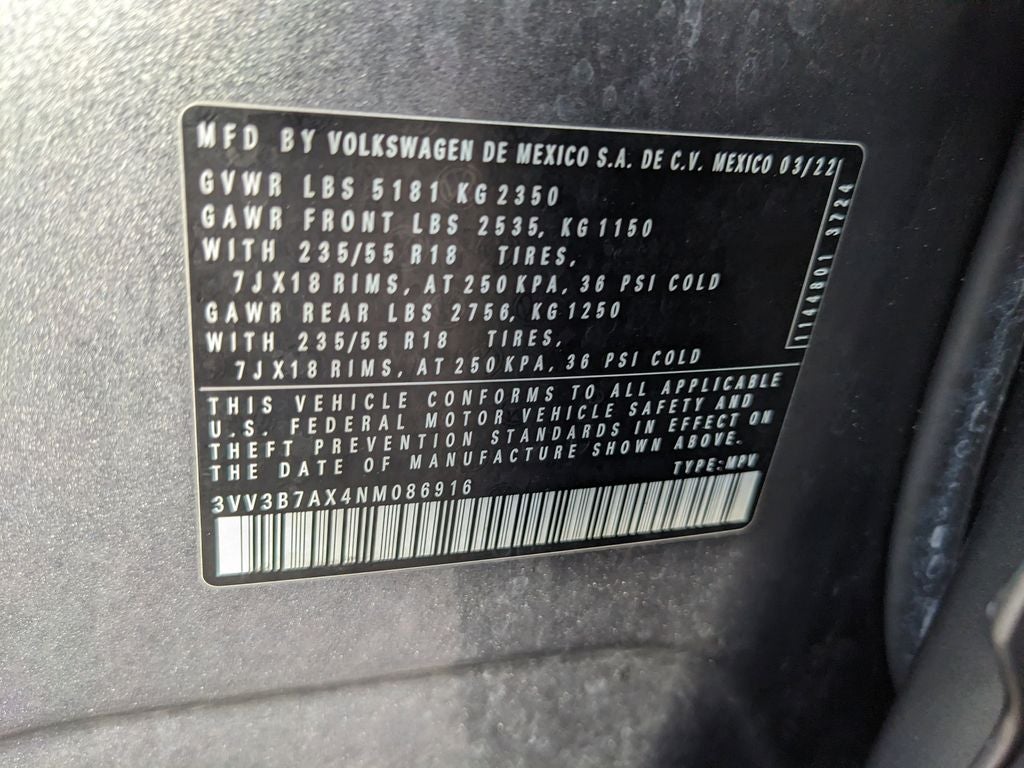 MFD BY VOLKSWAGEN DE MEXICO S.A. DE C.V. MEXICO 03/22
GVWR LBS 5181 KG 2350
GAWR FRONT LBS 2535, KG 1150
WITH 235/55 R18 TIRES,
7JX18 RIMS, AT 250 KPA, 36 PSI COLD
GAWR REAR LBS 2756, KG 1250
WITH 235/55 R18 TIRES,
7JX18 RIMS, AT 250 KPA, 36 PSI COLD
1144801 3724
THIS VEHICLE CONFORMS TO ALL APPLICABLE
U.S. FEDERAL MOTOR VEHICLE SAFETY AND
THEFT PREVENTION STANDARDS IN EFFECT ON
THE DATE OF MANUFACTURE SHOWN ABOVE.
TYPE:MPV
3VV3B7AX4NM086916